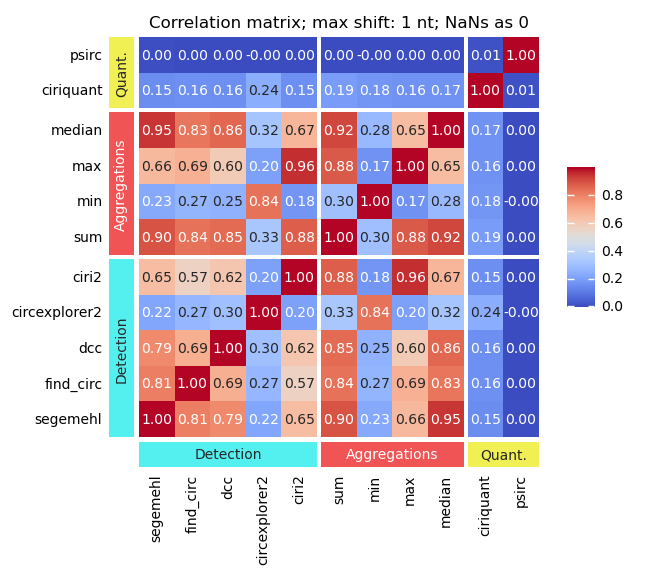 Correlation matrix; max shift: 1 nt; NaNs as 0
Quant.
psirc 0.00 0.00 0.00 -0.00 0.00 0.00 -0.00 0.00 0.00 0.01 1.00
ciriquant 0.15 0.16 0.16 0.24 0.15 0.19 0.18 0.16 0.17 1.00 0.01
Aggregations
median 0.95 0.83 0.86 0.32 0.67 0.92 0.28 0.65 1.00 0.17 0.00
max 0.66 0.69 0.60 0.20 0.96 0.88 0.17 1.00 0.65 0.16 0.00
min 0.23 0.27 0.25 0.84 0.18 0.30 1.00 0.17 0.28 0.18 -0.00
sum 0.90 0.84 0.85 0.33 0.88 1.00 0.30 0.88 0.92 0.19 0.00
Detection
ciri2 0.65 0.57 0.62 0.20 1.00 0.88 0.18 0.96 0.67 0.15 0.00
circexplorer2 0.22 0.27 0.30 1.00 0.20 0.33 0.84 0.20 0.32 0.24 -0.00
dcc 0.79 0.69 1.00 0.30 0.62 0.85 0.25 0.60 0.86 0.16 0.00
find_circ 0.81 1.00 0.69 0.27 0.57 0.84 0.27 0.69 0.83 0.16 0.00
segemehl 1.00 0.81 0.79 0.22 0.65 0.90 0.23 0.66 0.95 0.15 0.00
Detection Aggregations Quant.
segemehl
find_circ
dcc
circexplorer2
ciri2
sum
min
max
median
ciriquant
psirc
0.8
0.6
0.4
0.2
0.0